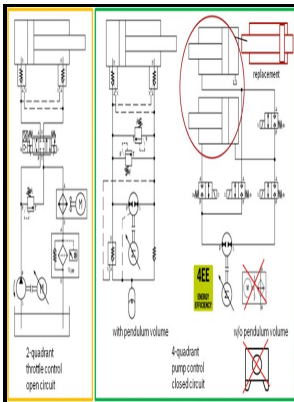 replacement
4EE
ENERGY
EFFICIENCY
with pendulum volume
w/o pendulum volume
2-quadrant
throttle control
open circuit
4-quadrant
pump control
closed circuit